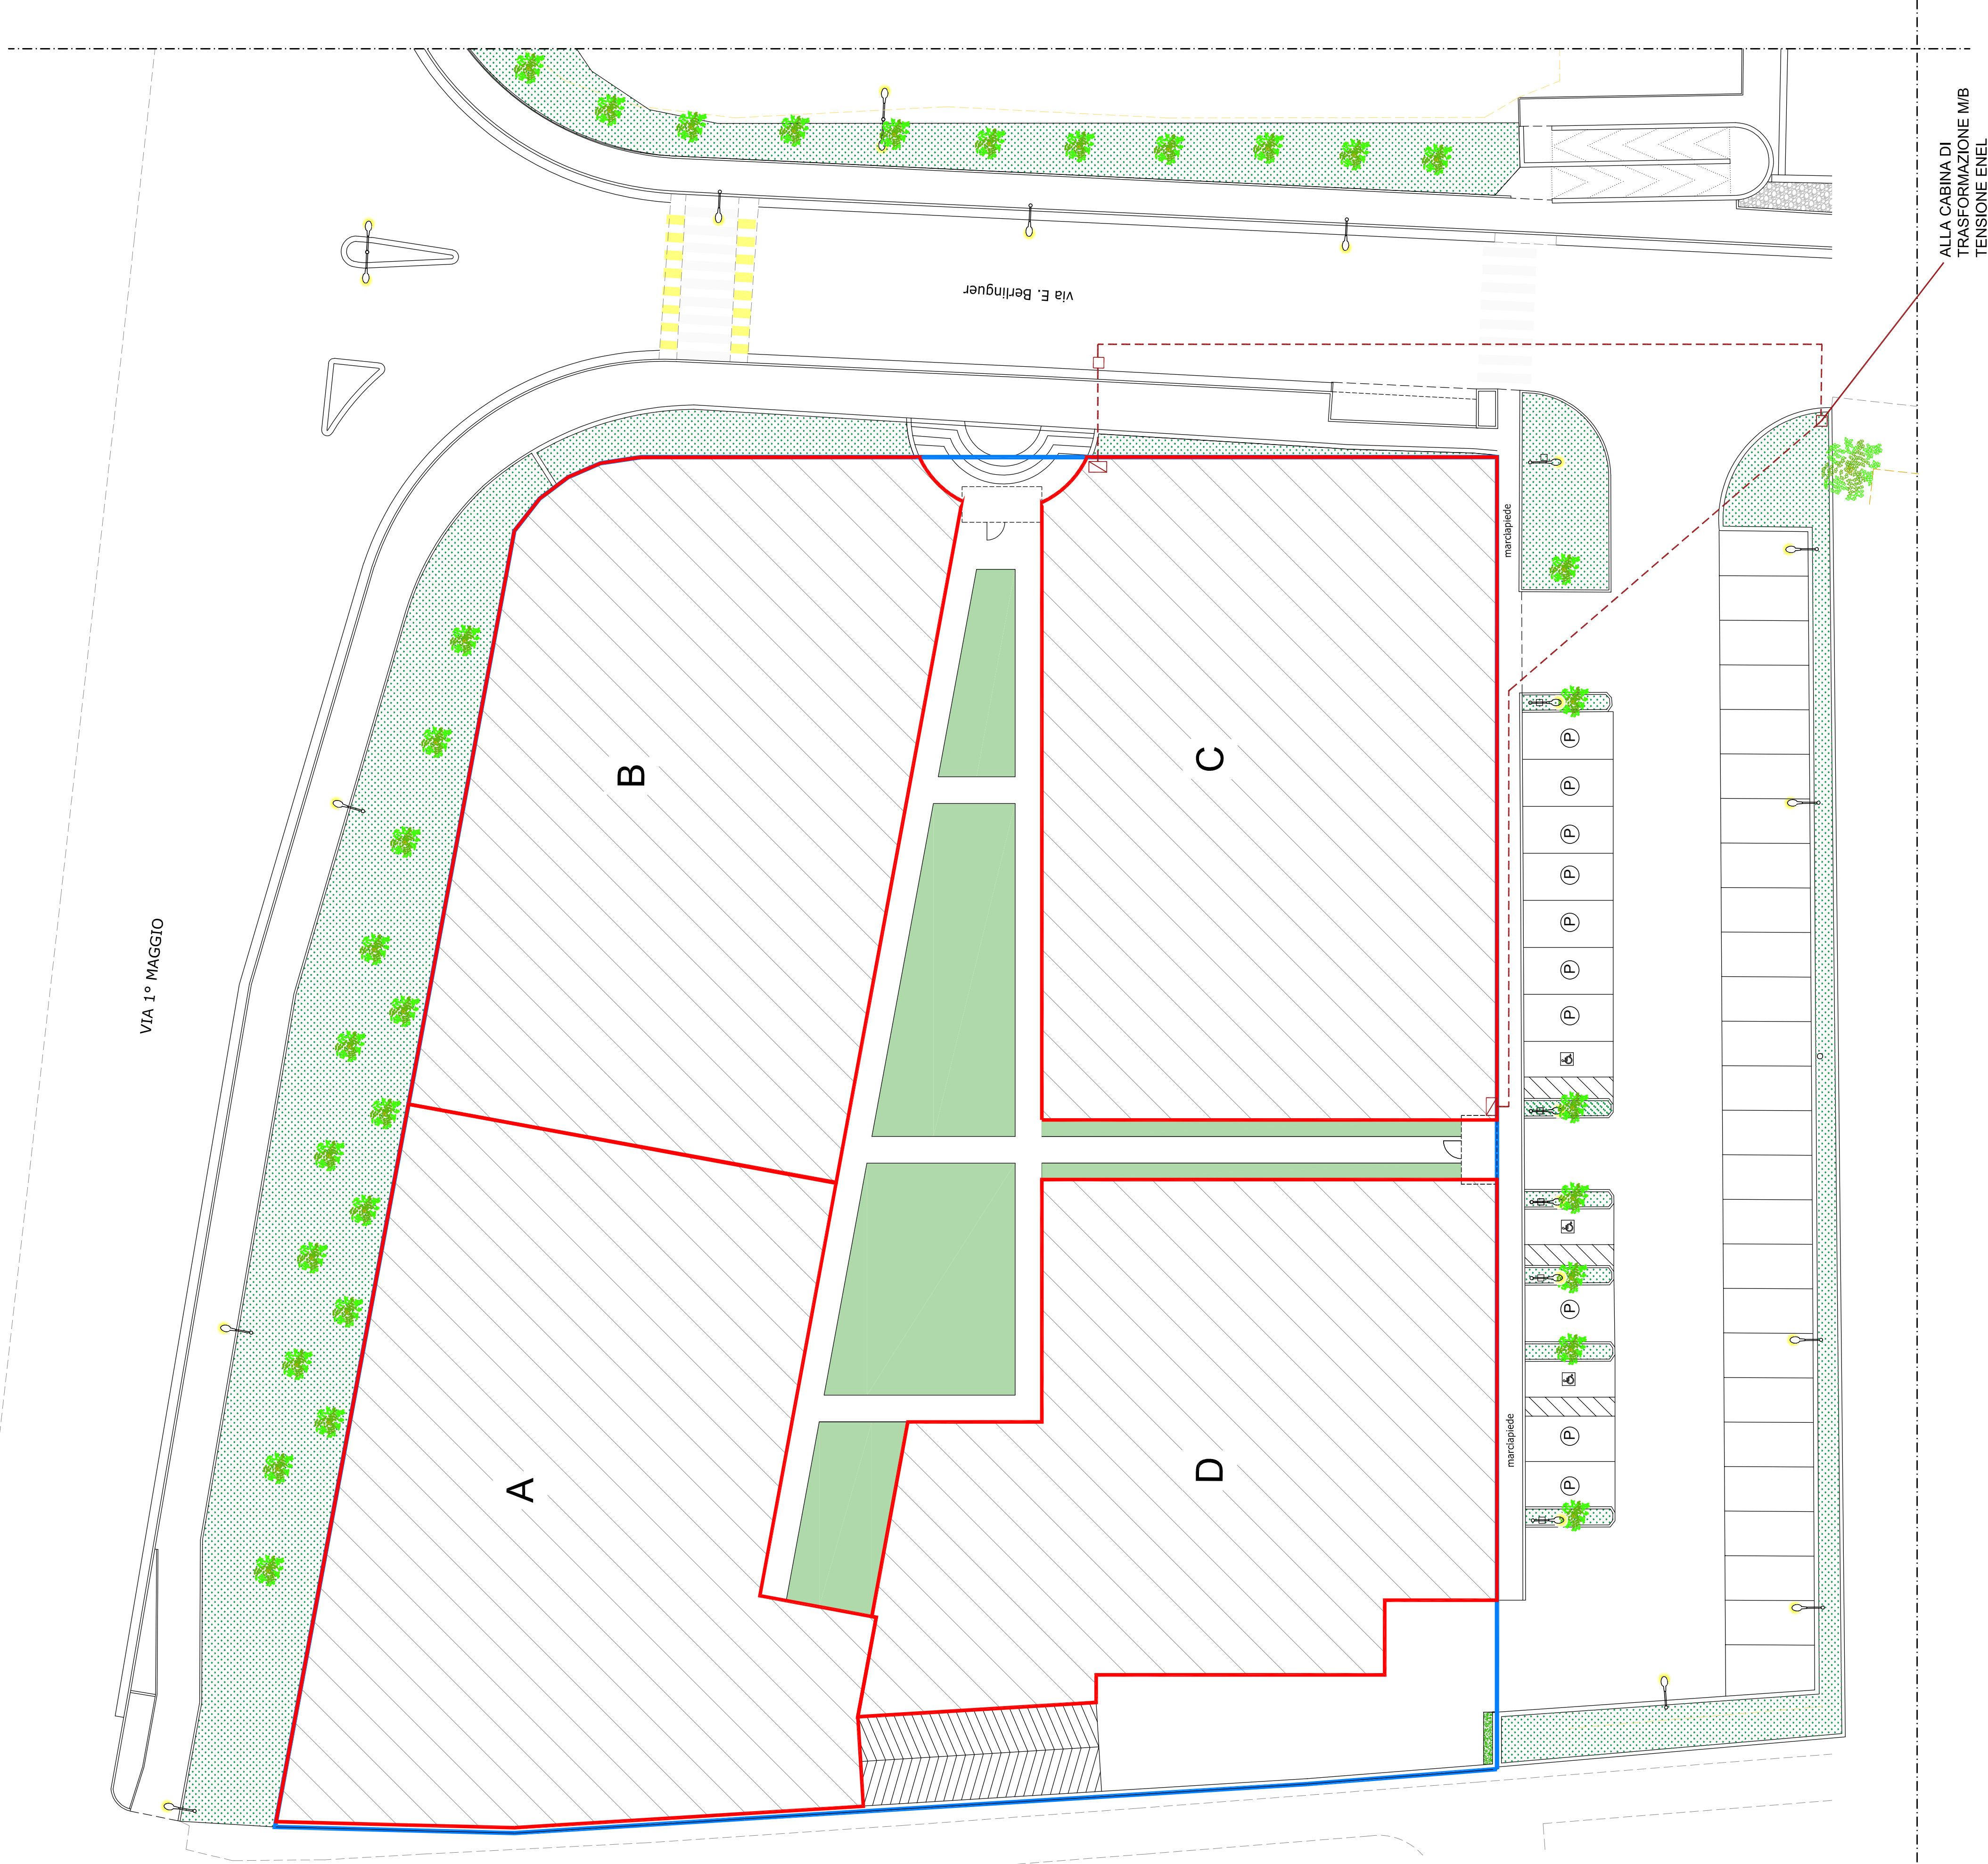 ALLA CABINA DI
TRASFORMAZIONE M/B
TENSIONE ENEL
via E. Berlinguer
marciapiede
B
C
P
P
P
P
P
P
P
VIA 1° MAGGIO
P
A
D
marciapiede
P
P